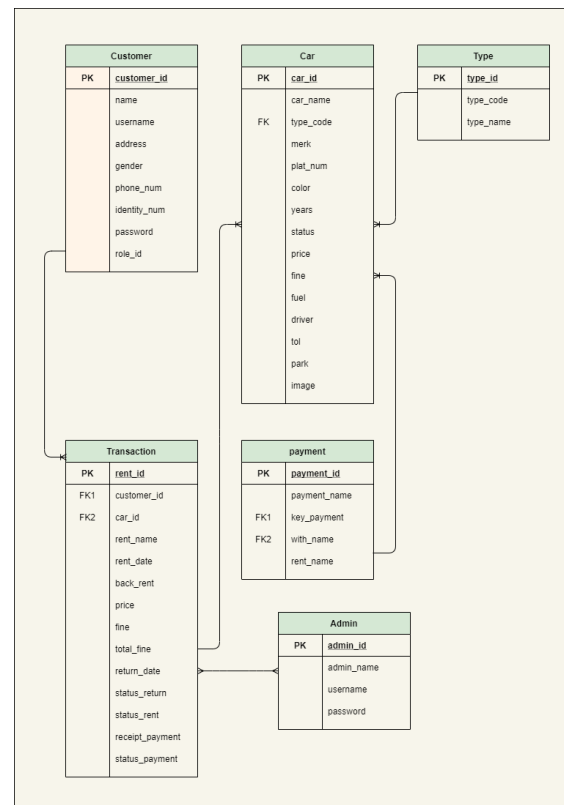 Customer
PK customer_id
name
username
address
gender
phone_num
identity_num
password
role_id
Car
PK car_id
car_name
FK type_code
merk
plat_num
color
years
status
price
fine
fuel
driver
tol
park
image
Type
PK type_id
type_code
type_name
Transaction
PK rent_id
FK1 customer_id
FK2 car_id
rent_name
rent_date
back_rent
price
fine
total_fine
return_date
status_return
status_rent
receipt_payment
status_payment
payment
PK payment_id
payment_name
FK1 key_payment
FK2 with_name
rent_name
Admin
PK admin_id
admin_name
username
password